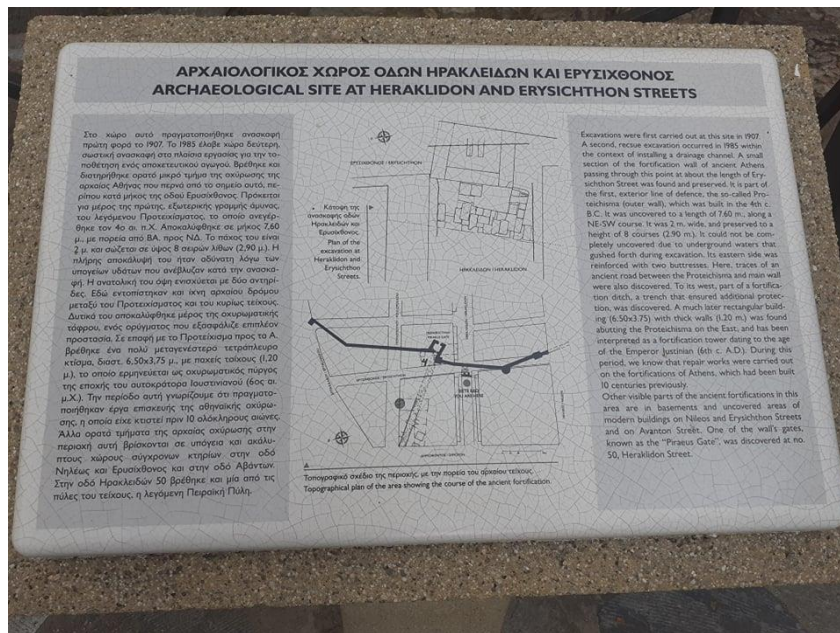 ΑΡΧΑΙΟΛΟΓΙΚΟΣ ΧΩΡΟΣ ΟΔΩΝ ΗΡΑΚΛΕΙΔΩΝ ΚΑΙ ΕΡΥΣΙΧΘΟΝΟΣ
ARCHAEOLOGICAL SITE AT HERAKLIDON AND ERYSICHTHON STREETS
Στο χώρο αυτό πραγματοποιήθηκε ανασκαφή
πρώτη φορά το 1907. Το 1985 έλαβε χώρα δεύτερη,
σωστική ανασκαφή στα πλαίσια εργασίας για την το-
ποθέτηση ενός αποχετευτικού αγωγού. Βρέθηκε και
διατηρήθηκε ορατό μικρό τμήμα της οχύρωσης της
αρχαίας Αθήνας που περνά από το σημείο αυτό, πε-
ρίπου κατά μήκος της οδού Ερυσίχθονος. Πρόκειται
για μέρος της πρώτης, εξωτερικής γραμμής άμυνας,
του λεγόμενου Προτειχίσματος, το οποίο ανεγέρ-
θηκε τον 4ο αι. π.Χ. Αποκαλύφθηκε σε μήκος 7,60
μ., με πορεία από ΒΑ. προς ΝΔ. Το πάχος του είναι
2 μ. και σώζεται σε ύψος 8 σειρών λίθων (2,90 μ.). Η
πλήρης αποκάλυψή του ήταν αδύνατη λόγω των
υπογείων υδάτων που ανέβλυζαν κατά την ανασκα-
φή. Η ανατολική του όψη ενισχύεται με δύο αντηρί-
δες. Εδώ εντοπίστηκαν και ίχνη αρχαίου δρόμου
μεταξύ του Προτειχίσματος και του κυρίως τείχους.
Δυτικά του αποκαλύφθηκε μέρος της οχυρωματικής
τάφρου, ενός ορύγματος που εξασφάλιζε επιπλέον
προστασία. Σε επαφή με το Προτείχισμα προς τα Α.
βρέθηκε ένα πολύ μεταγενέστερο τετράπλευρο
κτίσμα, διαστ. 6,50x3,75 μ., με παχείς τοίχους (1,20
μ.), το οποίο ερμηνεύεται ως οχυρωματικός πύργος
της εποχής του αυτοκράτορα Ιουστινιανού (6ος αι.
μ.Χ.). Την περίοδο αυτή γνωρίζουμε ότι πραγματο-
ποιήθηκαν έργα επισκευής της αθηναϊκής οχύρω-
σης, η οποία είχε κτιστεί πριν 10 ολόκληρους αιώνες.
Άλλα ορατά τμήματα της αρχαίας οχύρωσης στην
περιοχή αυτή βρίσκονται σε υπόγεια και ακάλυ-
πτους χώρους σύγχρονων κτηρίων στην οδό
Νηλέως και Ερυσίχθονος και στην οδό Αβάντων.
Στην οδό Ηρακλειδών 50 βρέθηκε και μία από τις
πύλες του τείχους, η λεγόμενη Πειραϊκή Πύλη.
ΕΡΥΣΙΧΘΟΝΟΣ / ERYSICHTHON
Κάτοψη της
ανασκαφής οδών
Ηρακλειδών και
Ερυσίχθονος.
Plan of the
excavation at
Heraklidon and
Erysichthon
Streets.
ΗΡΑΚΛΕΙΔΩΝ / HERAKLIDON
Τοπογραφικό σχέδιο της περιοχής, με την πορεία του αρχαίου τείχους.
Topographical plan of the area showing the course of the ancient fortification.
Excavations were first carried out at this site in 1907.
A second, rescue excavation occurred in 1985 within
the context of installing a drainage channel. A small
section of the fortification wall of ancient Athens
passing through this point at about the length of Ery-
sichthon Street was found and preserved. It is part of
the first, exterior line of defence, the so-called Pro-
teichisma (outer wall), which was built in the 4th c.
B.C. It was uncovered to a length of 7.60 m., along a
NE-SW course. It was 2 m. wide, and preserved to a
height of 8 courses (2.90 m.). It could not be com-
pletely uncovered due to underground waters that
gushed forth during excavation. Its eastern side was
reinforced with two buttresses. Here, traces of an
ancient road between the Proteichisma and main wall
were also discovered. To its west, part of a fortifica-
tion ditch, a trench that ensured additional protec-
tion, was discovered. A much later rectangular build-
ing (6.50x3.75) with thick walls (1.20 m.) was found
abutting the Proteichisma on the East, and has been
interpreted as a fortification tower dating to the age
of the Emperor Justinian (6th c. A.D.). During this
period, we know that repair works were carried out
on the fortifications of Athens, which had been built
10 centuries previously.
Other visible parts of the ancient fortifications in this
area are in basements and uncovered areas of
modern buildings on Nileos and Erysichthon Streets
and on Avanton Street. One of the wall's gates,
known as the "Piraeus Gate", was discovered at no.
50, Heraklidon Street.